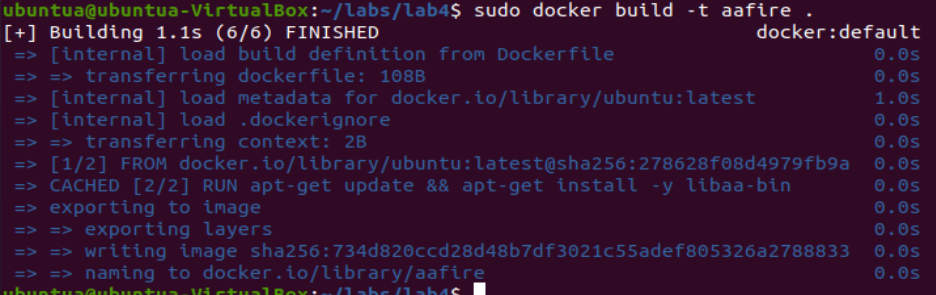 ubuntua@ubuntua-VirtualBox:~/labs/lab4$ sudo docker build -t aafire .
[+] Building 1.1s (6/6) FINISHED docker:default
=> [internal] load build definition from Dockerfile 0.0s
=> => transferring dockerfile: 108B 0.0s
=> [internal] load metadata for docker.io/library/ubuntu:latest 1.0s
=> [internal] load .dockerignore 0.0s
=> => transferring context: 2B 0.0s
=> [1/2] FROM docker.io/library/ubuntu:latest@sha256:278628f08d4979fb9a 0.0s
=> CACHED [2/2] RUN apt-get update && apt-get install -y libaa-bin 0.0s
=> exporting to image 0.0s
=> => exporting layers 0.0s
=> => writing image sha256:734d820ccd28d48b7df3021c55adef805326a2788833 0.0s
=> => naming to docker.io/library/aafire 0.0s
ubuntua@ubuntua-VirtualBox:~/labs/lab4$